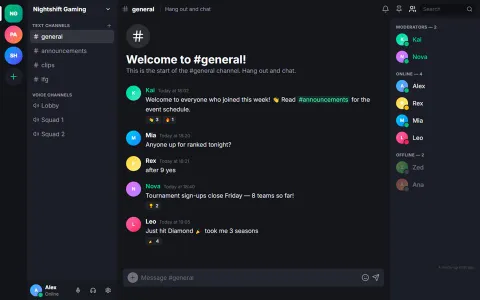 NG
PA
BH
Nightshift Gaming
TEXT CHANNELS
# general
# announcements
# clips
# lfg
VOICE CHANNELS
Lobby
Squad 1
Squad 2
Alex
Online
# general
Hang out and chat
Search
#
Welcome to #general!
This is the start of the #general channel. Hang out and chat.
Kai
Welcome to everyone who joined this week! 👋 Read #announcements for the
event schedule.
3
1
Mia
Anyone up for ranked tonight?
Rex
after 9 yes
Nova
Tournament sign-ups close Friday — 8 teams so far!
2
Leo
Just hit Diamond 🎉 took me 3 seasons
4
Message #general
MODERATORS — 2
Kai
Nova
ONLINE — 4
Alex
Rex
Mia
Leo
OFFLINE — 2
Zed
Ana